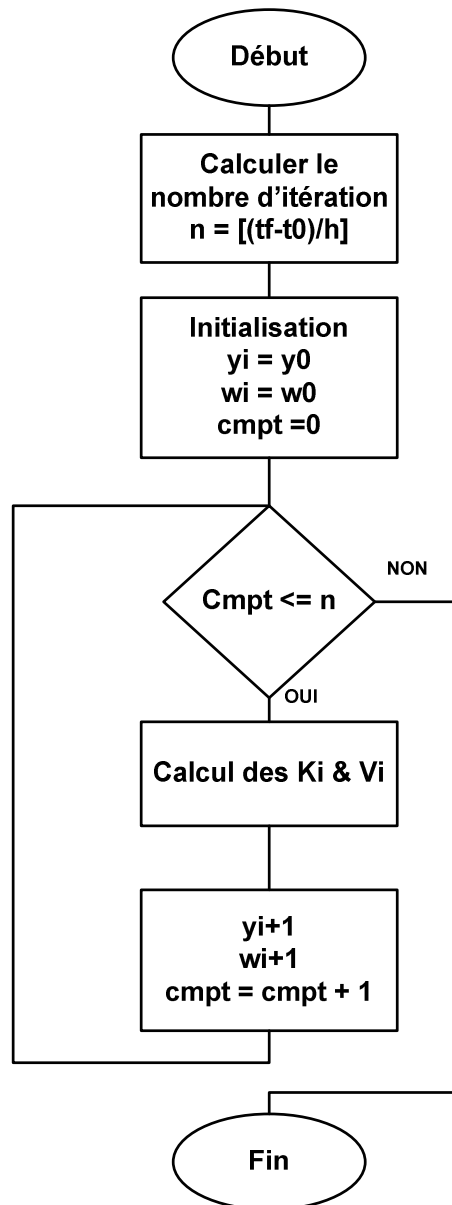 Début
Calculer le
nombre d'itération
n = [(tf-t0)/h]
Initialisation
yi = y0
wi = w0
cmpt =0
Cmpt <= n
NON
OUI
Calcul des Ki & Vi
yi+1
wi+1
cmpt = cmpt + 1
Fin